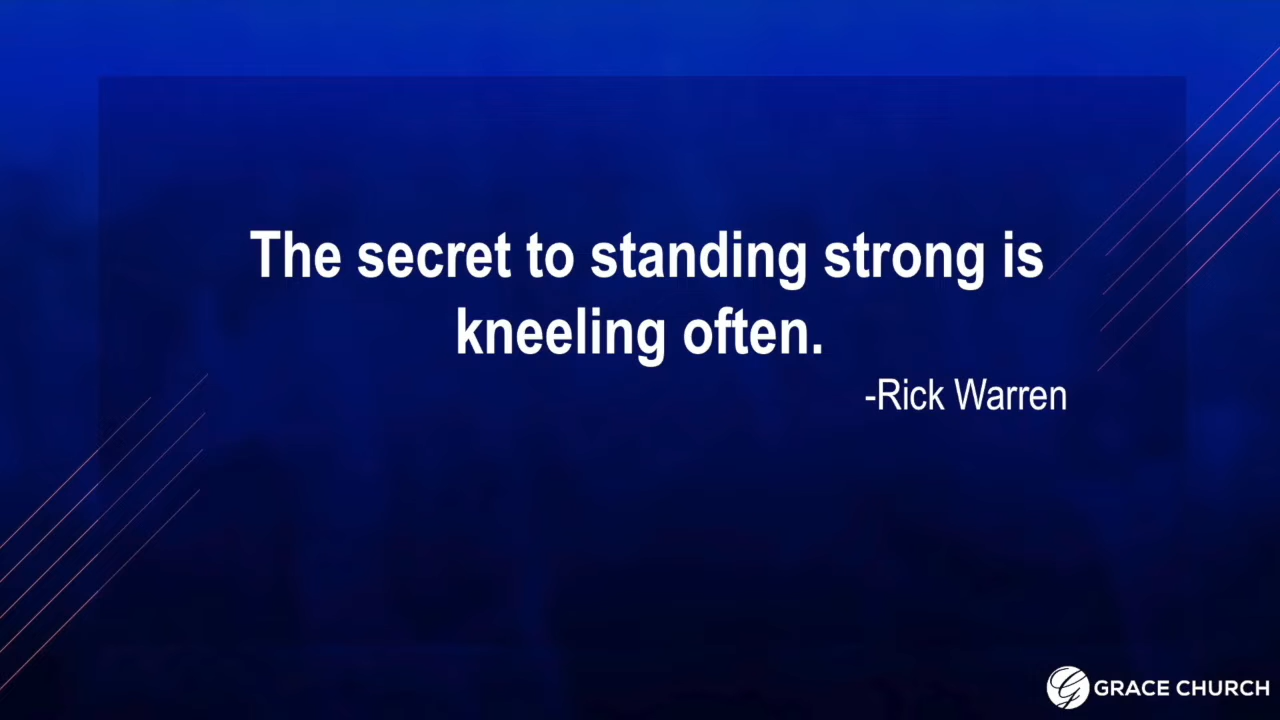 The secret to standing strong is
kneeling often.
-Rick Warren
GRACE CHURCH